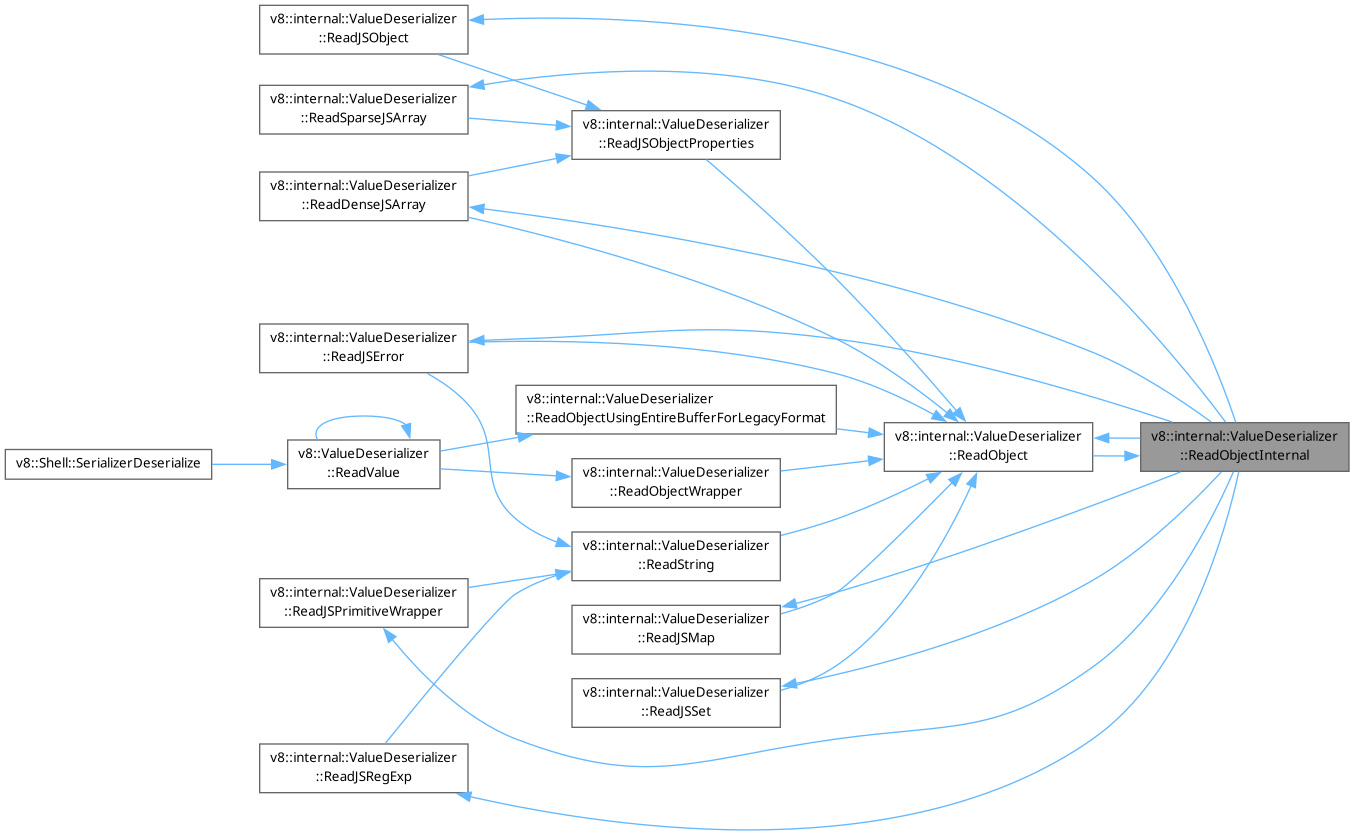 v8::internal::ValueDeserializer
::ReadJSObject
v8::internal::ValueDeserializer
::ReadSparseJSArray
v8::internal::ValueDeserializer
::ReadJSObjectProperties
v8::internal::ValueDeserializer
::ReadDenseJSArray
v8::internal::ValueDeserializer
::ReadJSError
v8::internal::ValueDeserializer
::ReadObjectUsingEntireBufferForLegacyFormat
v8::internal::ValueDeserializer
::ReadObject
v8::internal::ValueDeserializer
::ReadObjectInternal
v8::Shell::SerializerDeserialize
v8::ValueDeserializer
::ReadValue
v8::internal::ValueDeserializer
::ReadObjectWrapper
v8::internal::ValueDeserializer
::ReadString
v8::internal::ValueDeserializer
::ReadJSPrimitiveWrapper
v8::internal::ValueDeserializer
::ReadJSMap
v8::internal::ValueDeserializer
::ReadJSSet
v8::internal::ValueDeserializer
::ReadJSRegExp